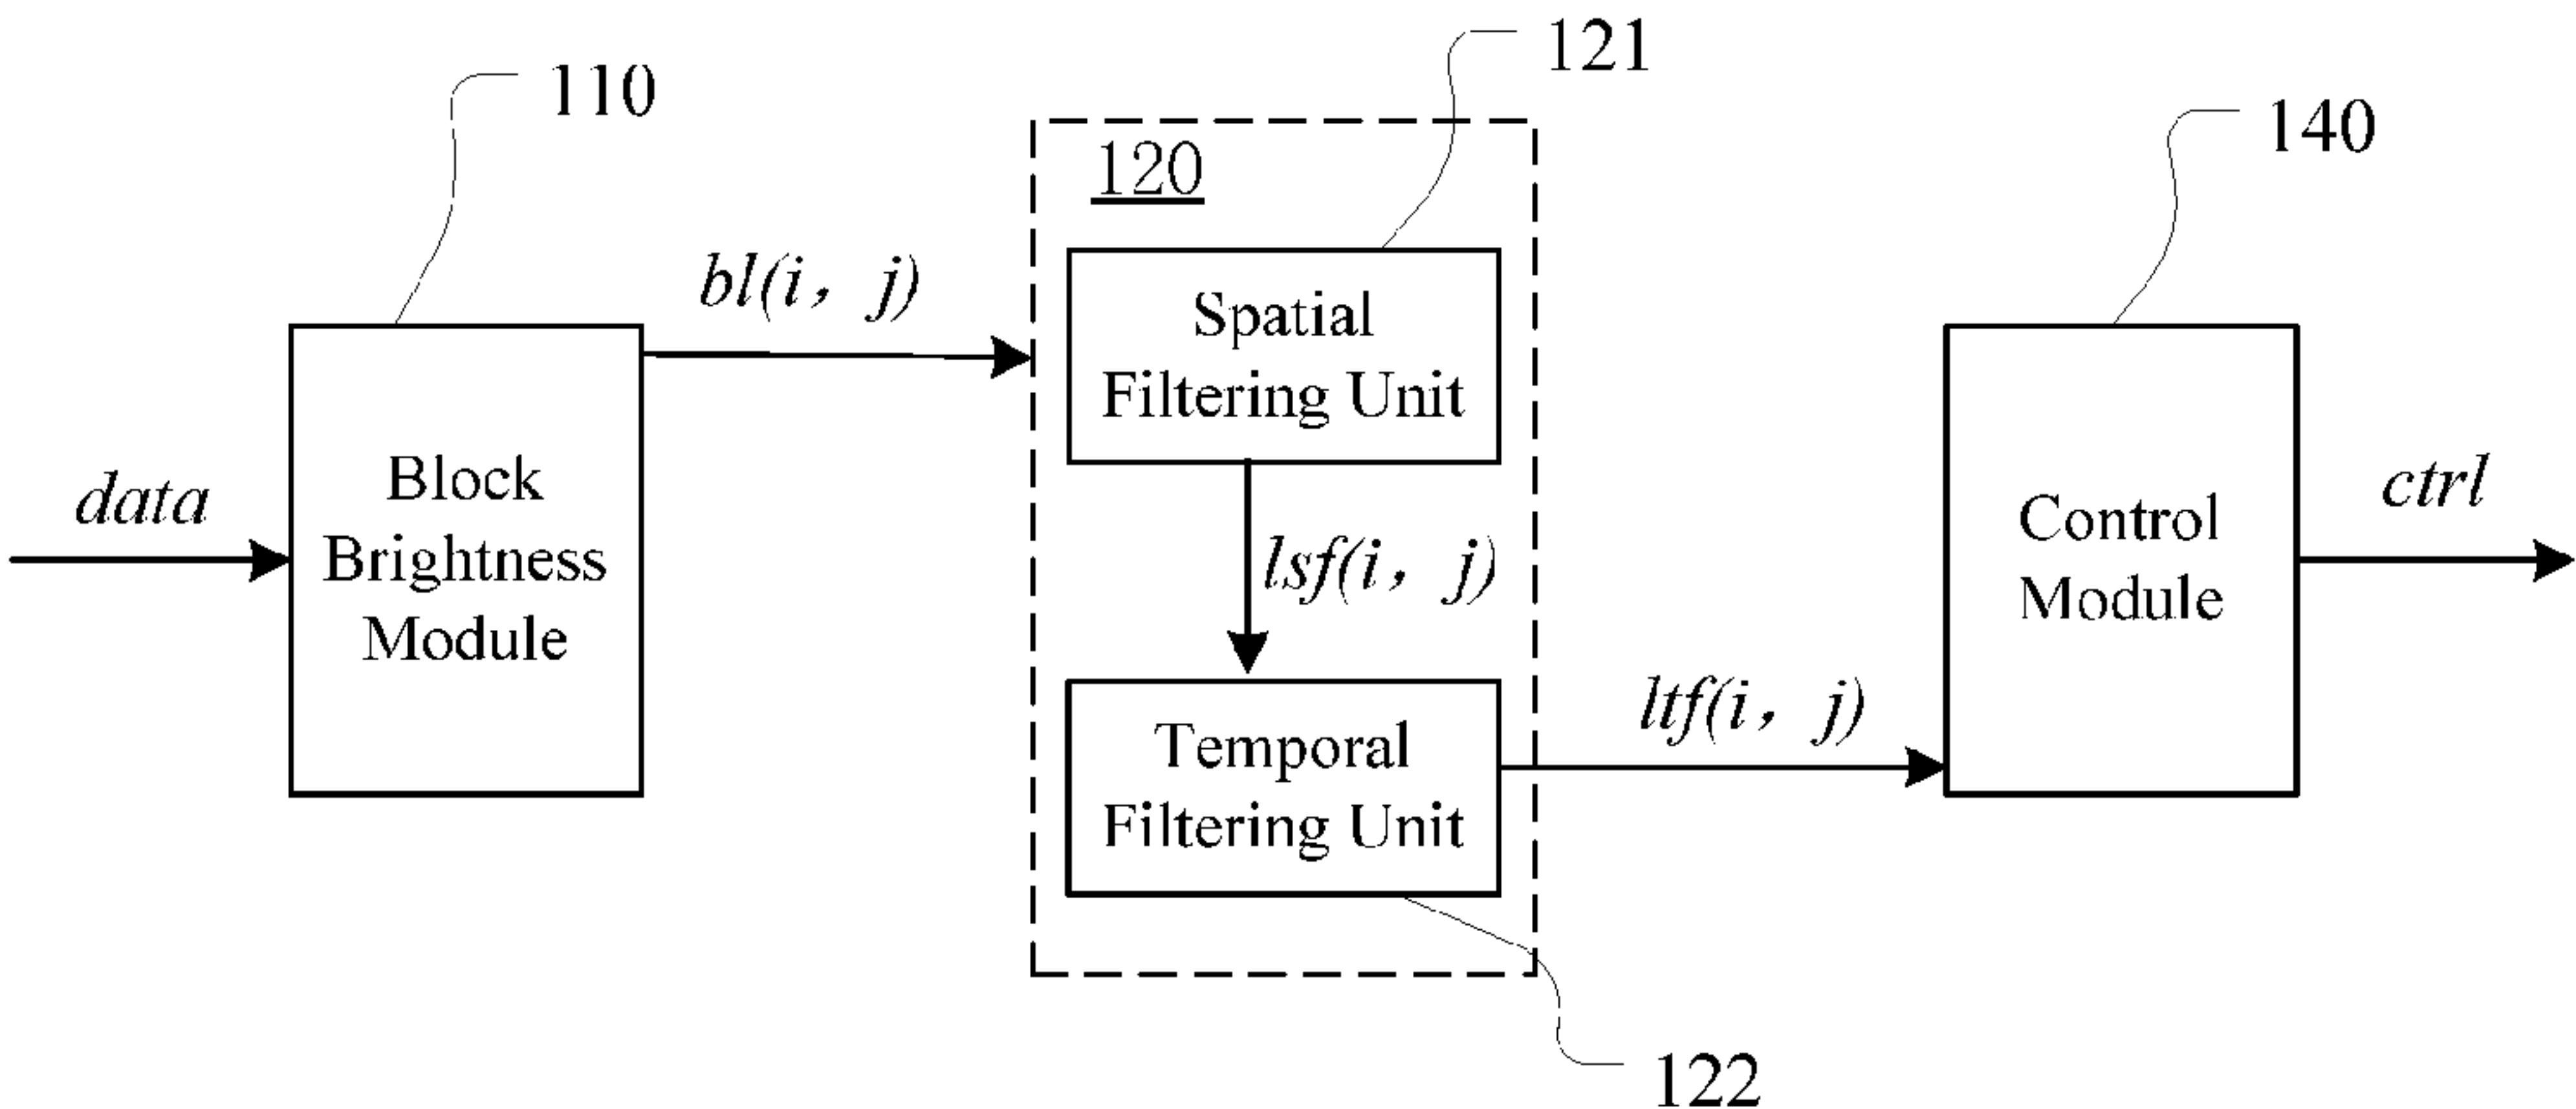 121
110
140
120
bl(i，j)
Spatial
Filtering Unit
data
Block
Brightness
Module
lsf(i，j)
Control
Module
ctrl
Temporal
Filtering Unit
ltf(i，j)
122